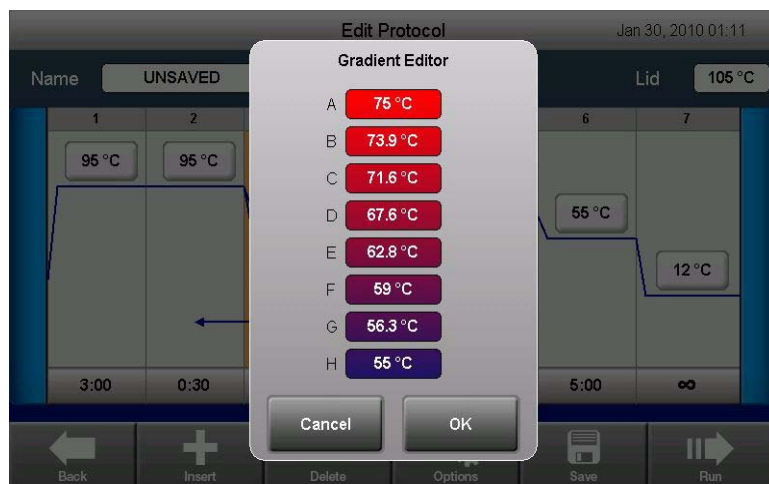 Edit Protocol
Jan 30, 2010 01:11
Gradient Editor
Name UNSAVED
Lid 105 °C
A 75 °C
B 73.9 °C
C 71.6 °C
D 67.6 °C
E 62.8 °C
F 59 °C
G 56.3 °C
H 55 °C
1 2 6 7
95 °C 95 °C 55 °C 12 °C
3:00 0:30 5:00 ∞
Cancel OK
Back Insert Delete Options Save Run